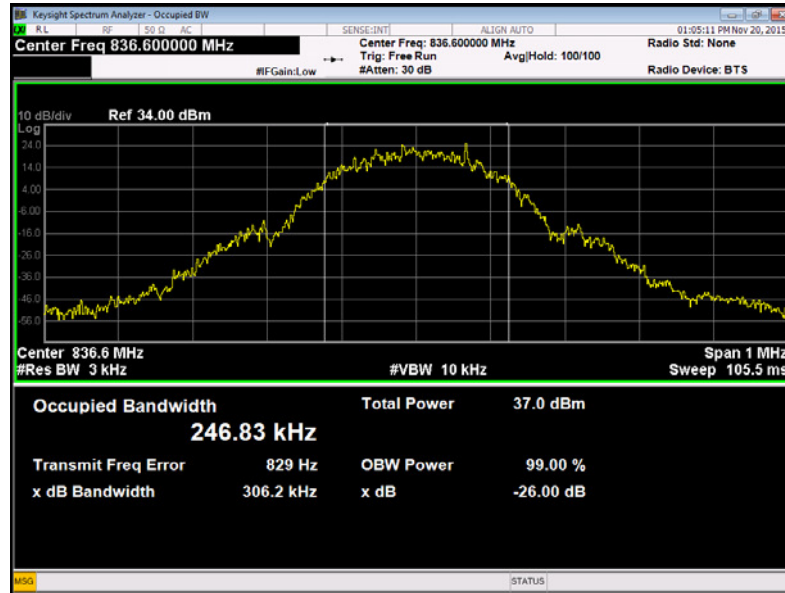 Keysight Spectrum Analyzer - Occupied BW
RL RF 50 Ω AC SENSE:INT ALIGN AUTO 01:05:11 PM Nov 20, 2015
Center Freq 836.600000 MHz
Center Freq: 836.600000 MHz
Radio Std: None
Trig: Free Run Avg|Hold: 100/100
#IFGain:Low #Atten: 30 dB Radio Device: BTS
10 dB/div Ref 34.00 dBm
Log
24.0
14.0
4.00
-6.00
-16.0
-26.0
-36.0
-46.0
-56.0
Center 836.6 MHz Span 1 MHz
#Res BW 3 kHz #VBW 10 kHz Sweep 105.5 ms
Occupied Bandwidth Total Power 37.0 dBm
246.83 kHz
Transmit Freq Error 829 Hz OBW Power 99.00 %
x dB Bandwidth 306.2 kHz x dB -26.00 dB
MSG STATUS